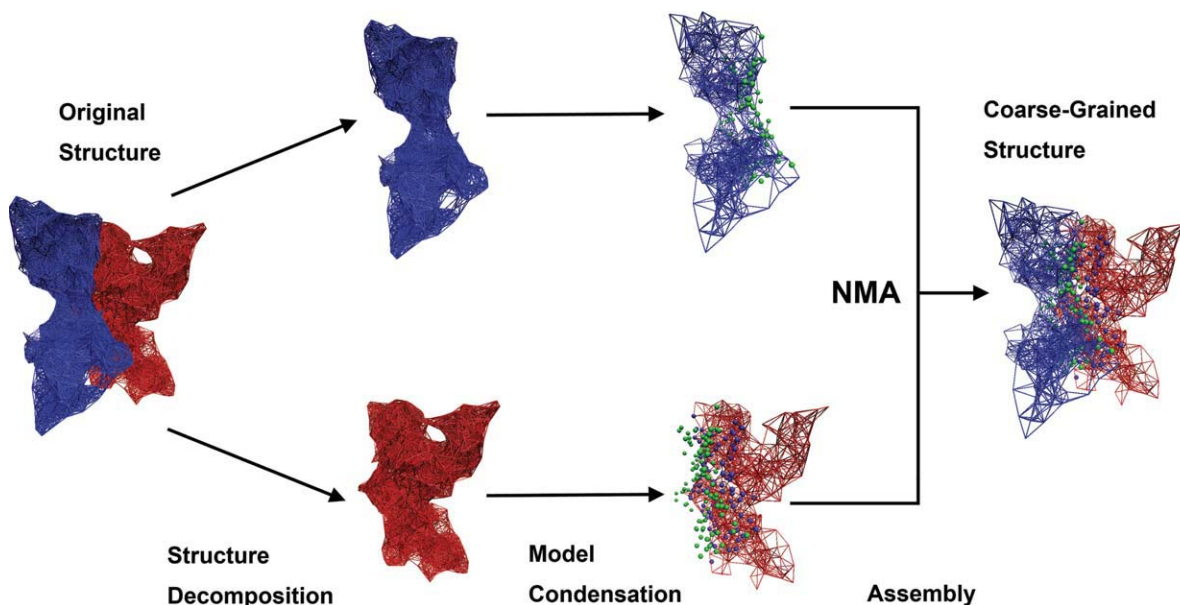 Original
Structure
Coarse-Grained
Structure
NMA
Structure
Decomposition
Model
Condensation
Assembly